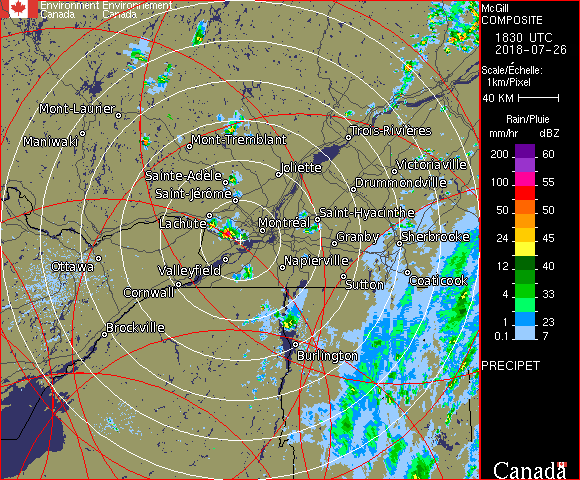 Environment Environnement
Canada Canada
McGill
COMPOSITE
1830 UTC
2018-07-26
Scale/Échelle:
1km/Pixel
40 KM
Rain/Pluie
mm/hr dBZ
200 60
100 55
50 50
24 45
12 40
4 33
1 23
0.1 7
PRECIPET
Canada
Mont-Laurier
Maniwaki
Mont-Tremblant
Trois-Rivières
Sainte-Adèle
Joliette
Victoriaville
Saint-Jérôme
Drummondville
Lachute
Montréal
Saint-Hyacinthe
Granby
Sherbrooke
Ottawa
Valleyfield
Napierville
Cornwall
Sutton
Coaticook
Brockville
Burlington